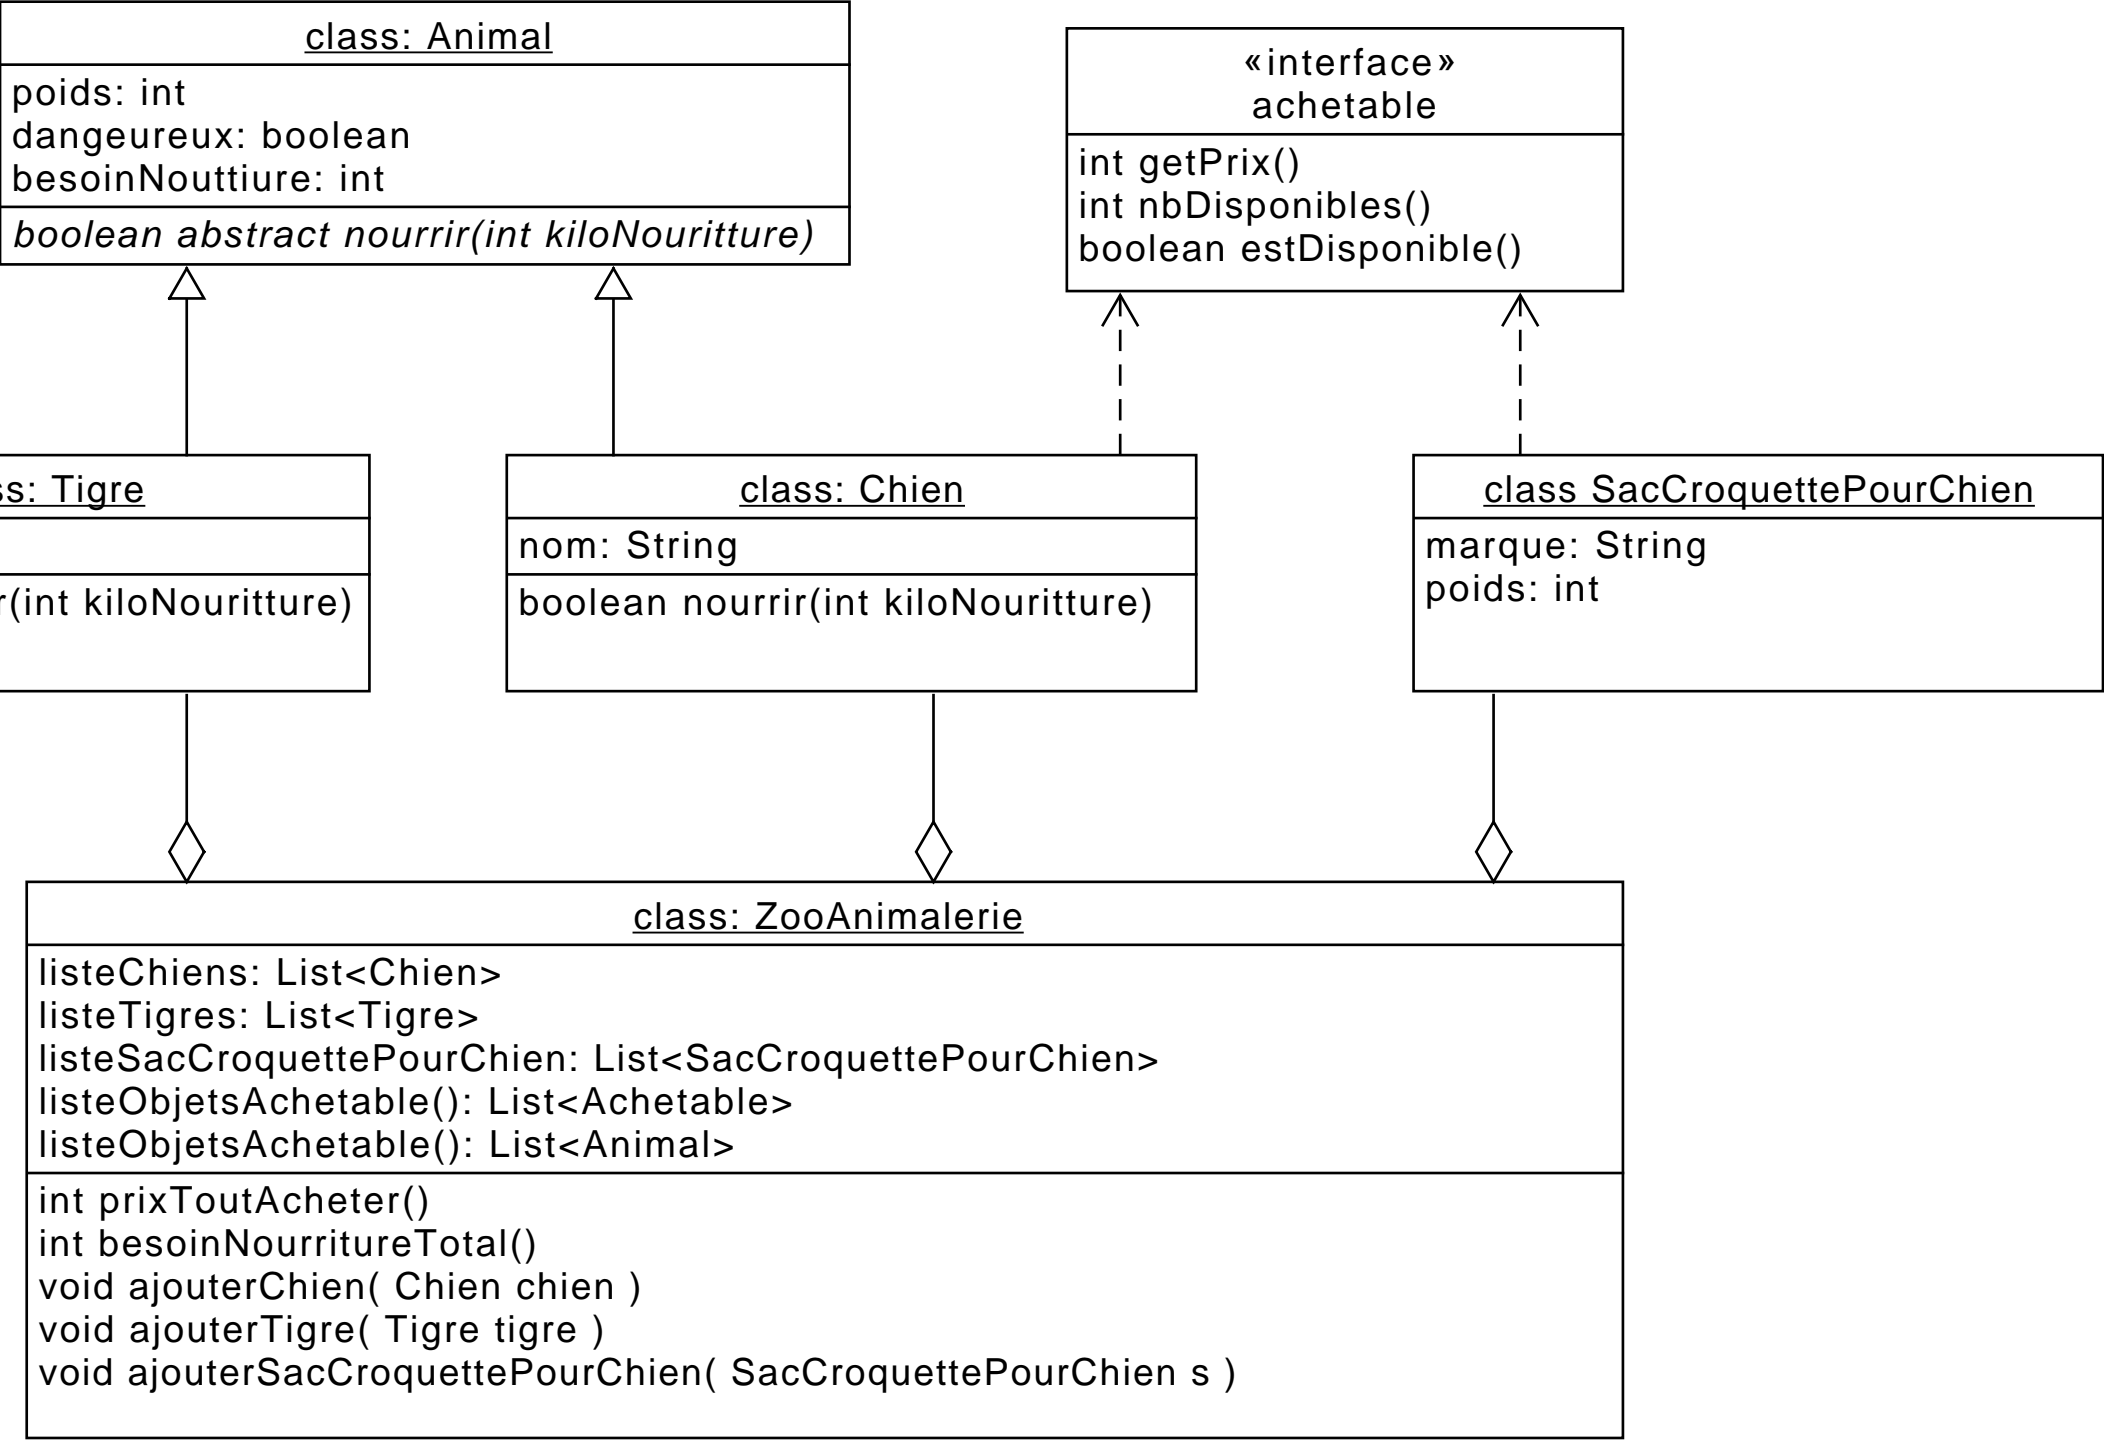 class: Animal
poids: int
dangeureux: boolean
besoinNouttiure: int
boolean abstract nourrir(int kiloNouritture)
«interface»
achetable
int getPrix()
int nbDisponibles()
boolean estDisponible()
ss: Tigre
r(int kiloNouritture)
class: Chien
nom: String
boolean nourrir(int kiloNouritture)
class SacCroquettePourChien
marque: String
poids: int
class: ZooAnimalerie
listeChiens: List<Chien>
listeTigres: List<Tigre>
listeSacCroquettePourChien: List<SacCroquettePourChien>
listeObjetsAchetable(): List<Achetable>
listeObjetsAchetable(): List<Animal>
int prixToutAcheter()
int besoinNourritureTotal()
void ajouterChien( Chien chien )
void ajouterTigre( Tigre tigre )
void ajouterSacCroquettePourChien( SacCroquettePourChien s )